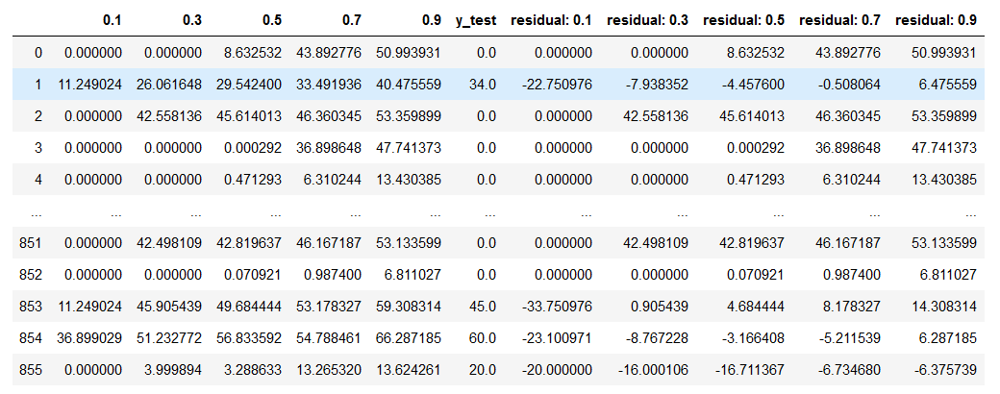 0.1 0.3 0.5 0.7 0.9 y_test residual: 0.1 residual: 0.3 residual: 0.5 residual: 0.7 residual: 0.9
0 0.000000 0.000000 8.632532 43.892776 50.993931 0.0 0.000000 0.000000 8.632532 43.892776 50.993931
1 11.249024 26.061648 29.542400 33.491936 40.475559 34.0 -22.750976 -7.938352 -4.457600 -0.508064 6.475559
2 0.000000 42.558136 45.614013 46.360345 53.359899 0.0 0.000000 42.558136 45.614013 46.360345 53.359899
3 0.000000 0.000000 0.000292 36.898648 47.741373 0.0 0.000000 0.000000 0.000292 36.898648 47.741373
4 0.000000 0.000000 0.471293 6.310244 13.430385 0.0 0.000000 0.000000 0.471293 6.310244 13.430385
... ... ... ... ... ... ... ... ... ... ... ...
851 0.000000 42.498109 42.819637 46.167187 53.133599 0.0 0.000000 42.498109 42.819637 46.167187 53.133599
852 0.000000 0.000000 0.070921 0.987400 6.811027 0.0 0.000000 0.000000 0.070921 0.987400 6.811027
853 11.249024 45.905439 49.684444 53.178327 59.308314 45.0 -33.750976 0.905439 4.684444 8.178327 14.308314
854 36.899029 51.232772 56.833592 54.788461 66.287185 60.0 -23.100971 -8.767228 -3.166408 -5.211539 6.287185
855 0.000000 3.999894 3.288633 13.265320 13.624261 20.0 -20.000000 -16.000106 -16.711367 -6.734680 -6.375739